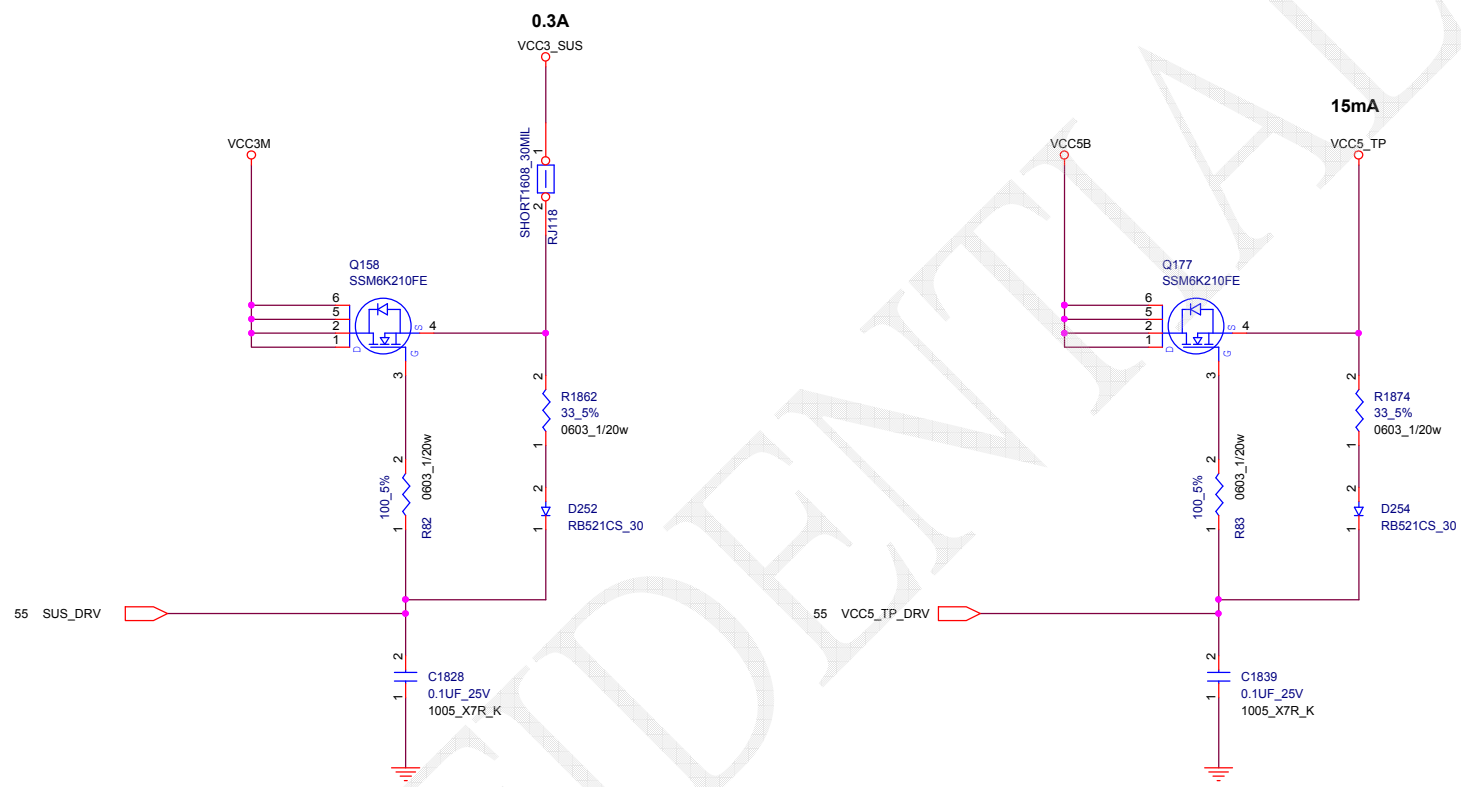 0.3A
VCC3_SUS
VCC3M
1
SHORT1608_30MIL
2
RJ118
Q158
SSM6K210FE
6
5
2
1
D
S
4
G
3
2
R1862
33_5%
0603_1/20w
1
2
100_5%
0603_1/20w
1
R82
2
D252
RB521CS_30
1
55 SUS_DRV
2
C1828
0.1UF_25V
1005_X7R_K
1
15mA
VCC5B
VCC5_TP
Q177
SSM6K210FE
6
5
2
1
D
S
4
G
3
2
R1874
33_5%
0603_1/20w
1
2
100_5%
0603_1/20w
1
R83
2
D254
RB521CS_30
1
55 VCC5_TP_DRV
2
C1839
0.1UF_25V
1005_X7R_K
1
FIDENTIAL